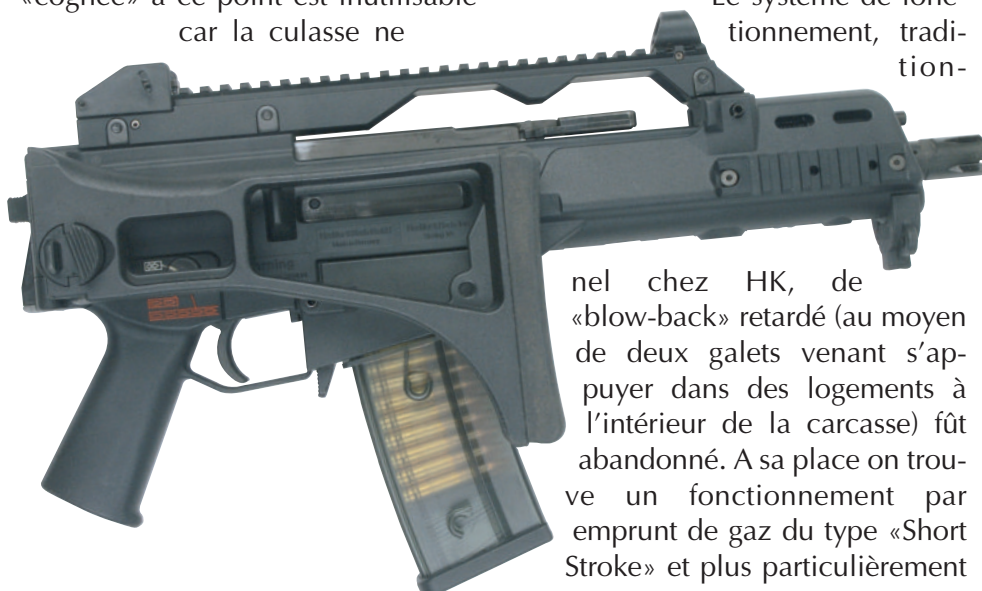 «cognée» à ce point est inutilisable
car la culasse ne
Le système de fonc-
tionnement, tradi-
tion-
nel chez HK, de
«blow-back» retardé (au moyen
de deux galets venant s'ap-
puyer dans des logements à
l'intérieur de la carcasse) fût
abandonné. A sa place on trou-
ve un fonctionnement par
emprunt de gaz du type «Short
Stroke» et plus particulièrement